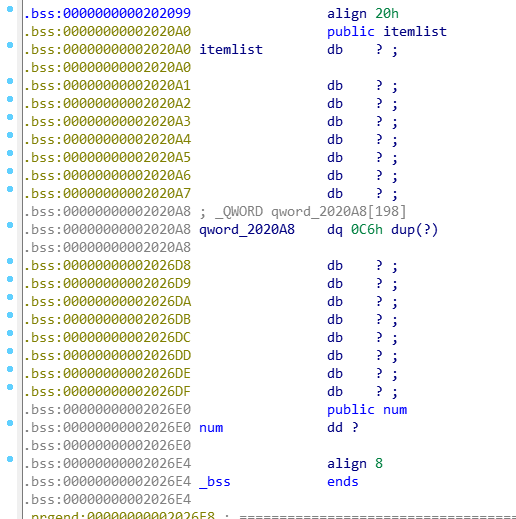 .bss:0000000000202099 align 20h
.bss:00000000002020A0 public itemlist
.bss:00000000002020A0 itemlist db ? ;
.bss:00000000002020A0
.bss:00000000002020A1 db ? ;
.bss:00000000002020A2 db ? ;
.bss:00000000002020A3 db ? ;
.bss:00000000002020A4 db ? ;
.bss:00000000002020A5 db ? ;
.bss:00000000002020A6 db ? ;
.bss:00000000002020A7 db ? ;
.bss:00000000002020A8 ; _QWORD qword_2020A8[198]
.bss:00000000002020A8 qword_2020A8 dq 0C6h dup(?)
.bss:00000000002020A8
.bss:00000000002026D8 db ? ;
.bss:00000000002026D9 db ? ;
.bss:00000000002026DA db ? ;
.bss:00000000002026DB db ? ;
.bss:00000000002026DC db ? ;
.bss:00000000002026DD db ? ;
.bss:00000000002026DE db ? ;
.bss:00000000002026DF db ? ;
.bss:00000000002026E0 public num
.bss:00000000002026E0 num dd ?
.bss:00000000002026E0
.bss:00000000002026E4 align 8
.bss:00000000002026E4 _bss ends
.bss:00000000002026E4
prgend:00000000002026E8 ; ===================================